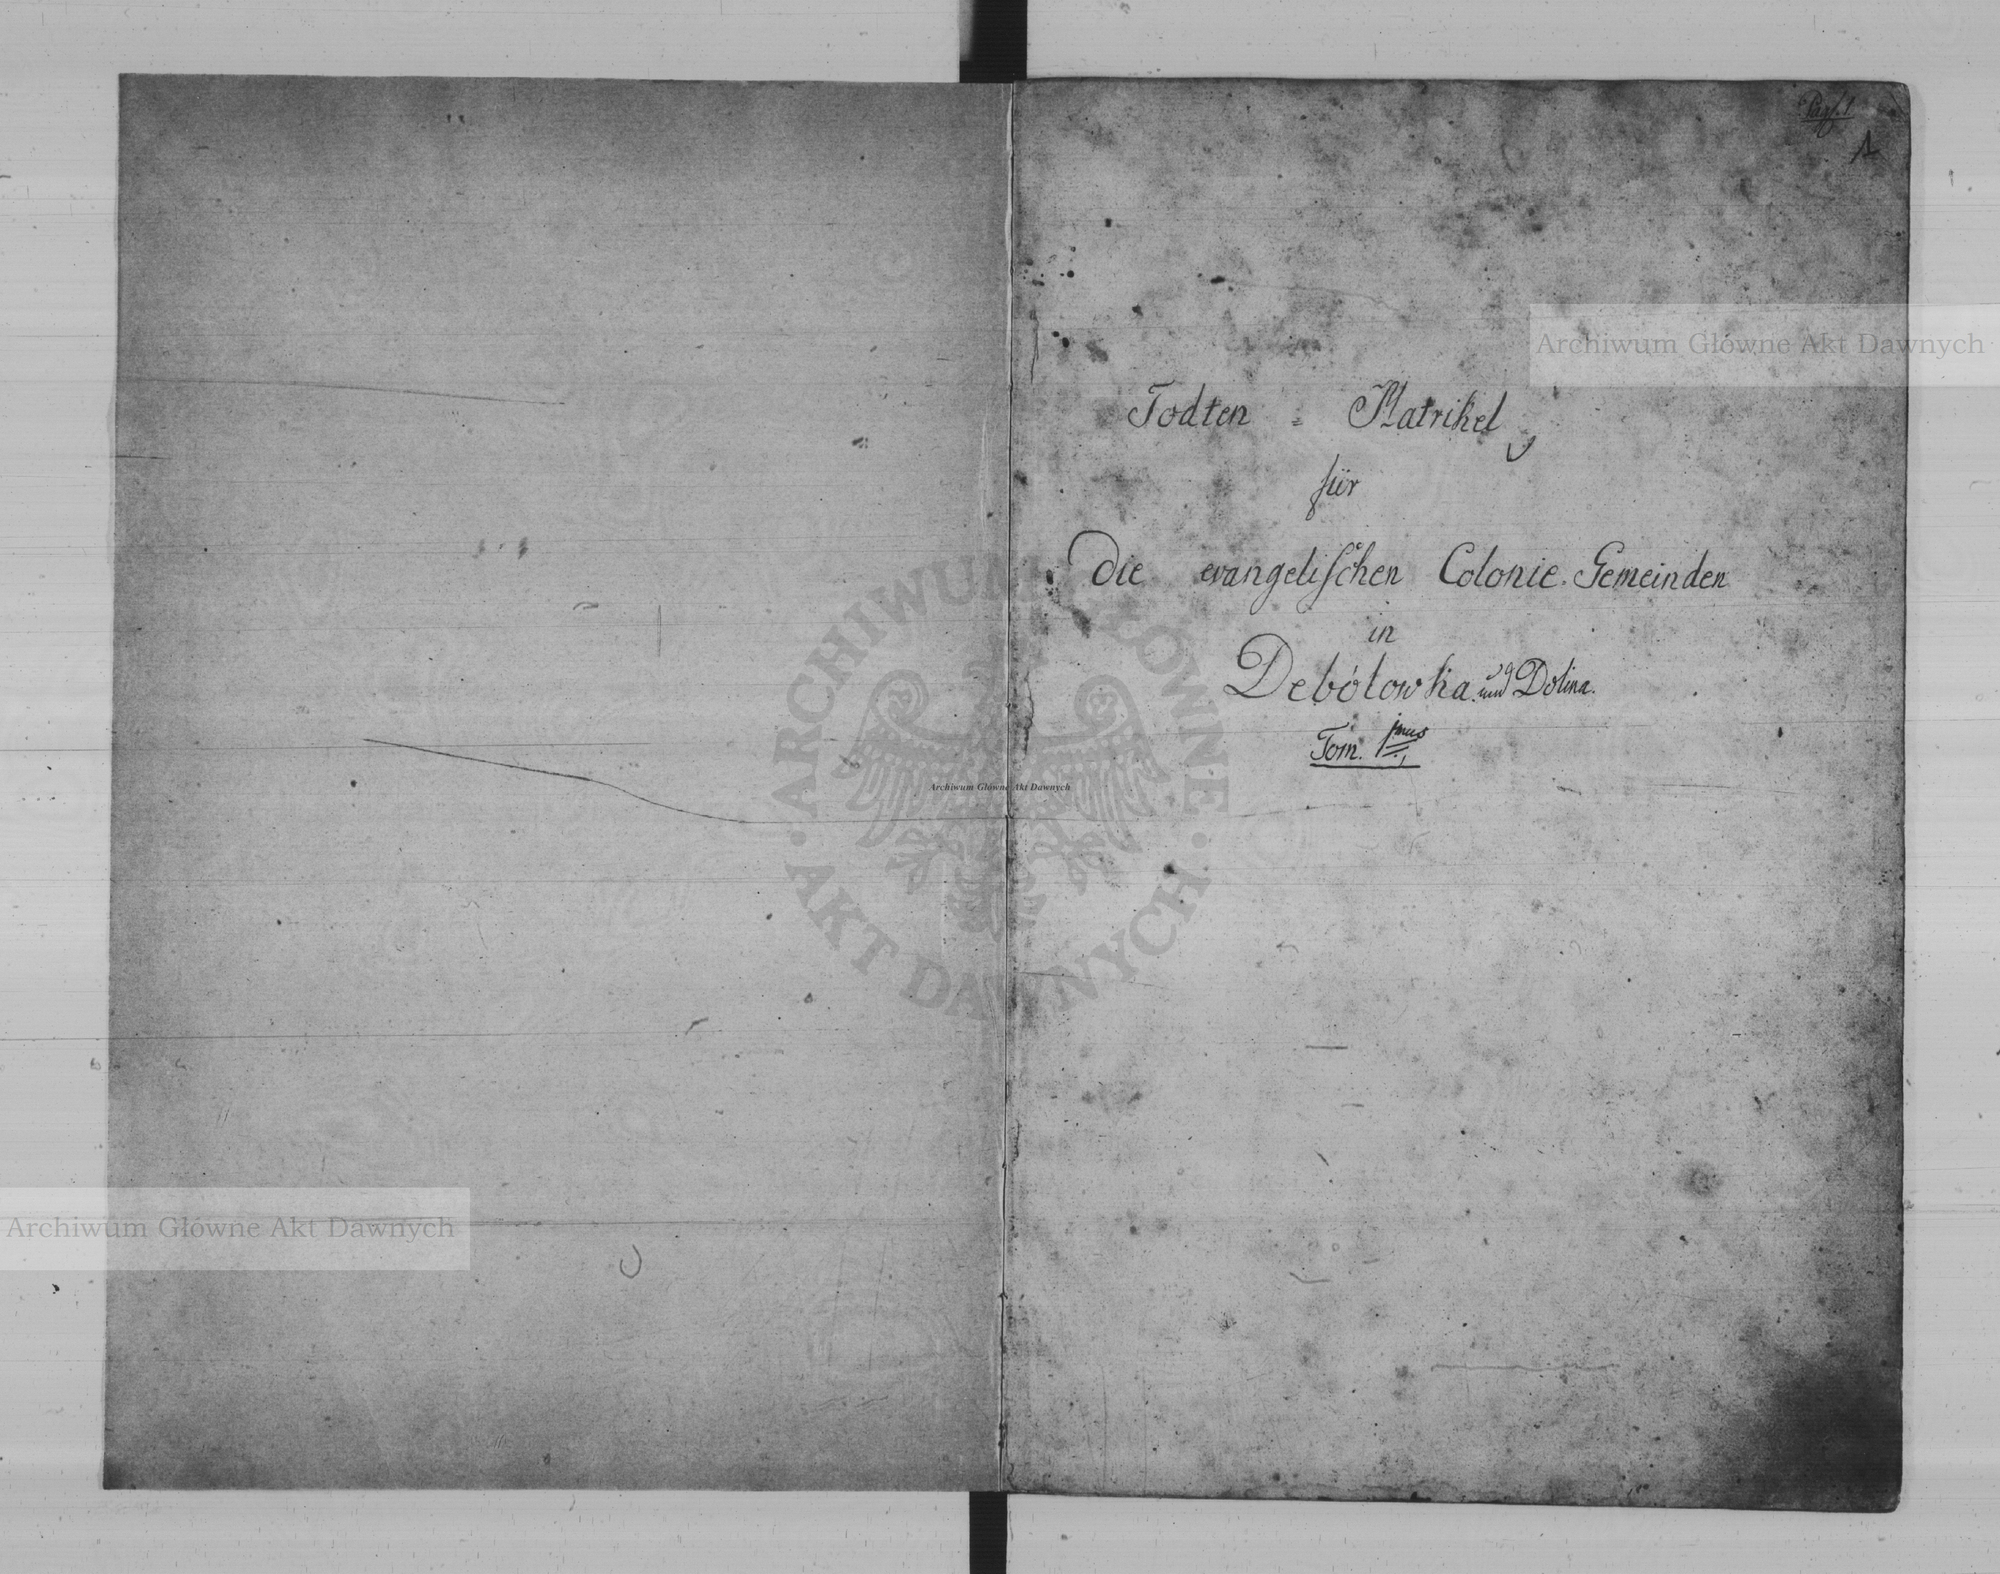 Pag. 1
1
Todten = Matrikel
für
Die evangelischen Colonie. Gemeinden
in
Debólowka. und Dolina.
Tom. 1mus
Archiwum Główne Akt Dawnych
ARCHIWUM GŁÓWNE AKT DAWNYCH
Archiwum Główne Akt Dawnych
Archiwum Główne Akt Dawnych